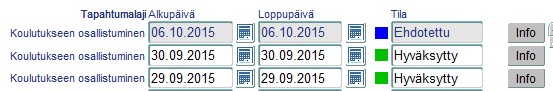 Tapahtumalaji Alkupäivä Loppupäivä Tila
Koulutukseen osallistuminen 06.10.2015 06.10.2015 Ehdotettu Info
Koulutukseen osallistuminen 30.09.2015 30.09.2015 Hyväksytty Info
Koulutukseen osallistuminen 29.09.2015 29.09.2015 Hyväksytty Info